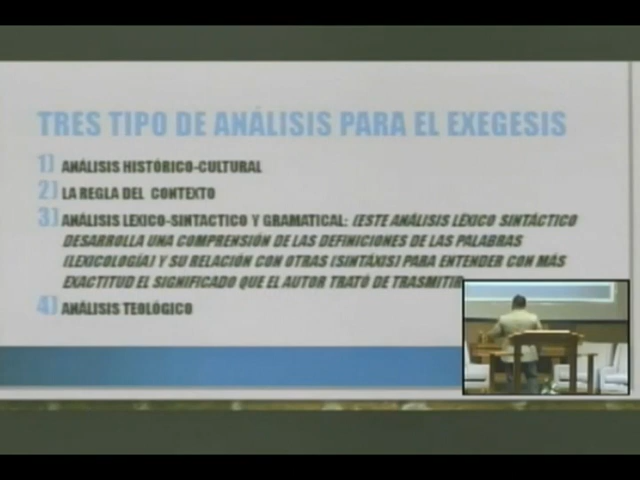 TRES TIPO DE ANÁLISIS PARA EL EXEGESIS
1) ANÁLISIS HISTÓRICO-CULTURAL
2) LA REGLA DEL CONTEXTO
3) ANÁLISIS LEXICO-SINTACTICO Y GRAMATICAL: (ESTE ANÁLISIS LÉXICO SINTÁCTICO
DESARROLLA UNA COMPRENSIÓN DE LAS DEFINICIONES DE LAS PALABRAS
(LEXICOLOGÍA) Y SU RELACIÓN CON OTRAS (SINTÁXIS) PARA ENTENDER CON MÁS
EXACTITUD EL SIGNIFICADO QUE EL AUTOR TRATÓ DE TRASMITIR
4) ANÁLISIS TEOLÓGICO